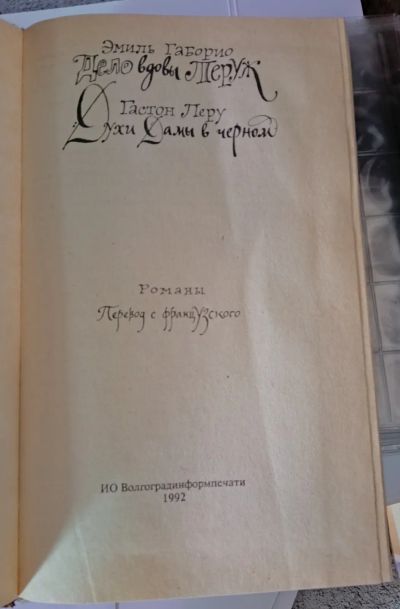 Эмиль Габорио
Дело вдовы Леруж
Гастон Леру
Духи Дамы в черном
Романы
Перевод с французского
ИО Волгоградинформпечати
1992